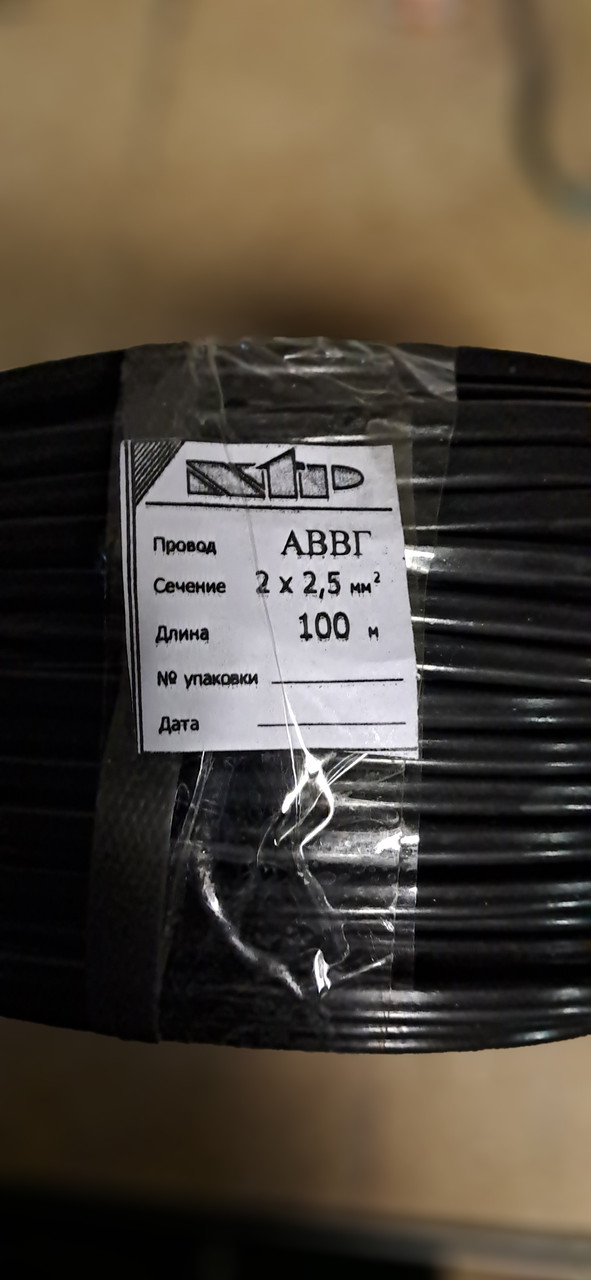 Провод АВВГ
Сечение 2 х 2,5 мм²
Длина 100 м
№ упаковки
Дата